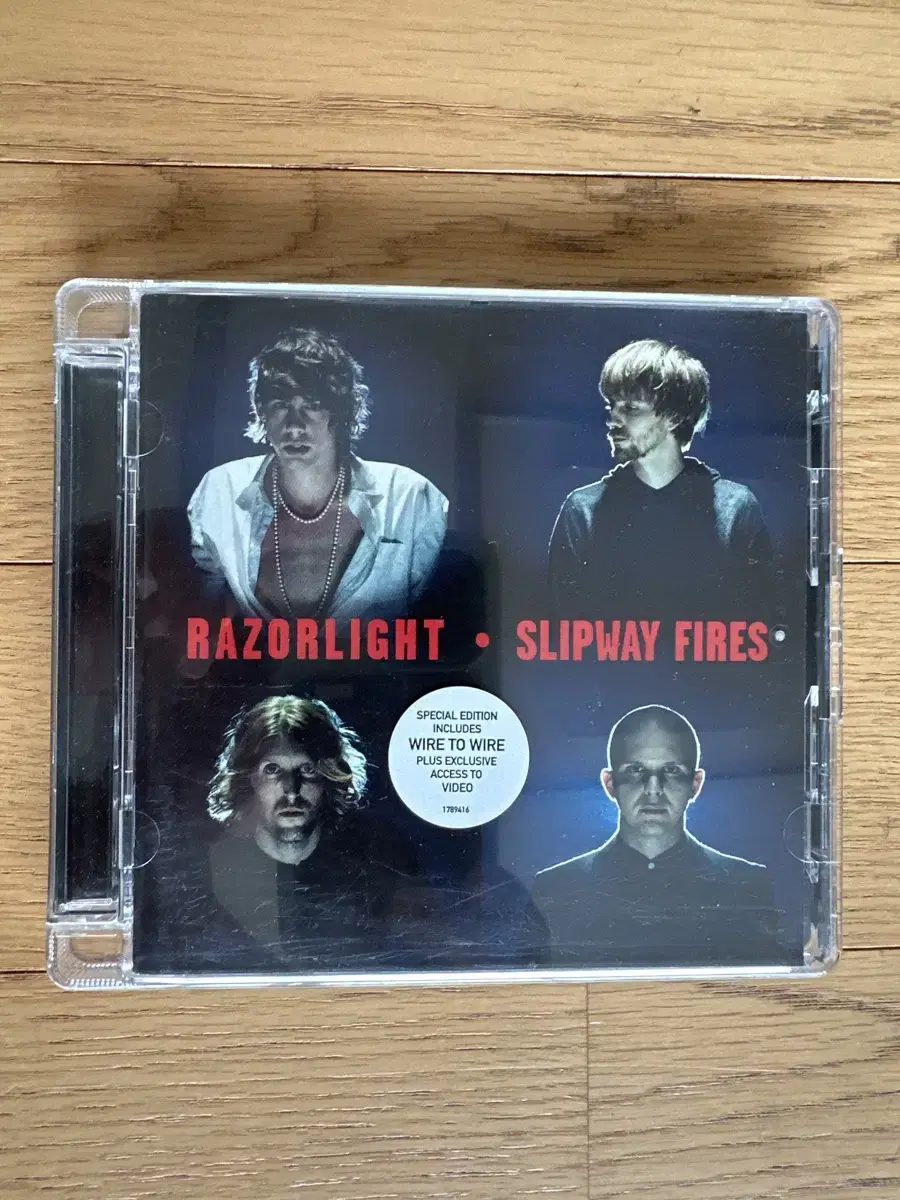 RAZORLIGHT • SLIPWAY FIRES
SPECIAL EDITION
INCLUDES
WIRE TO WIRE
PLUS EXCLUSIVE
ACCESS TO
VIDEO
1789416